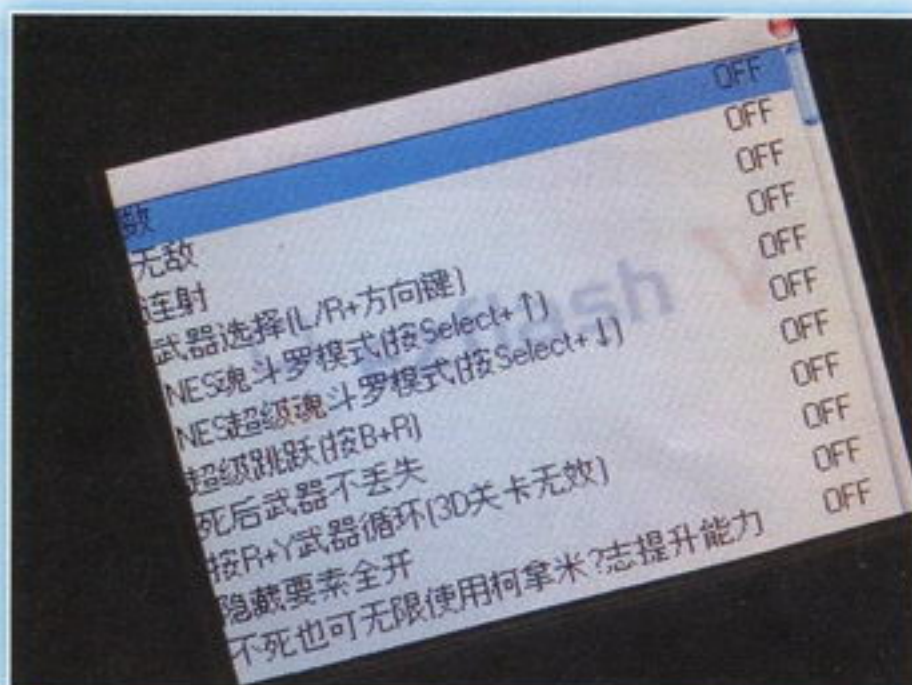 数 OFF
无敌 OFF
连射 OFF
武器选择(L/R+方向键) OFF
NES魂斗罗模式(按Select+↑) OFF
NES超级魂斗罗模式(按Select+↓) OFF
超级跳跃(按B+R) OFF
死后武器不丢失 OFF
按R+Y武器循环(3D关卡无效) OFF
隐藏要素全开 OFF
不死也可无限使用柯拿米?志提升能力 OFF